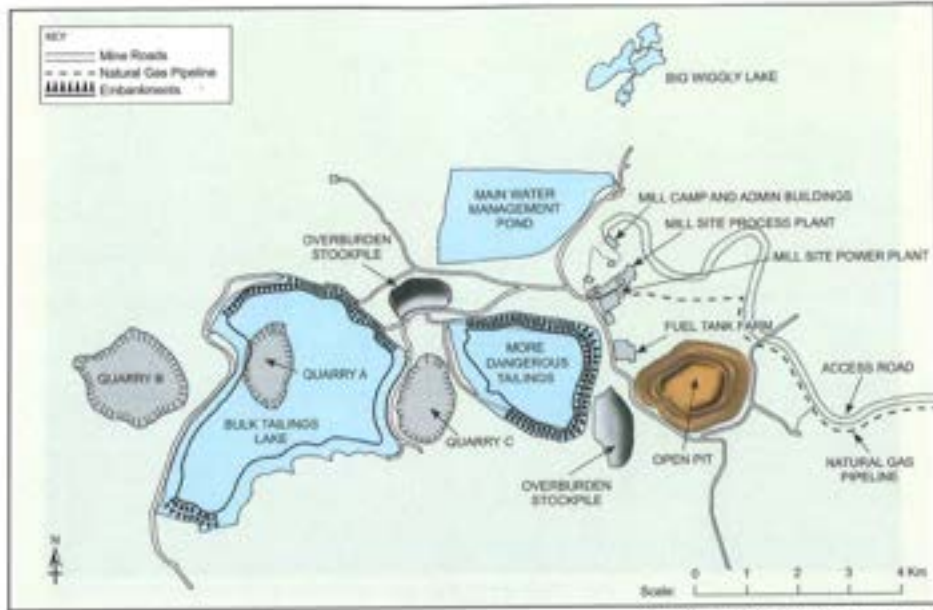 KEY
Mine Roads
Natural Gas Pipeline
Embankments
BIG WIGGLY LAKE
MAIN WATER
MANAGEMENT
POND
MILL CAMP AND ADMIN BUILDINGS
MILL SITE PROCESS PLANT
MILL SITE POWER PLANT
OVERBURDEN
STOCKPILE
FUEL TANK FARM
MORE
DANGEROUS
TAILINGS
QUARRY B
QUARRY A
ACCESS ROAD
BULK TAILINGS
LAKE
QUARRY C
OPEN PIT
NATURAL GAS
PIPELINE
OVERBURDEN
STOCKPILE
N
0 1 2 3 4 Km
Scale: